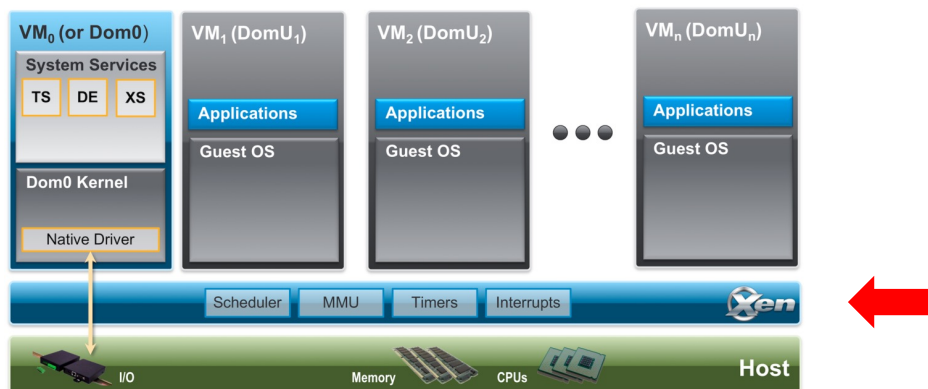 VM0 (or Dom0)
System Services
TS DE XS
Dom0 Kernel
Native Driver
VM1 (DomU1)
Applications
Guest OS
VM2 (DomU2)
Applications
Guest OS
VMn (DomUn)
Applications
Guest OS
Scheduler MMU Timers Interrupts Xen
I/O Memory CPUs Host